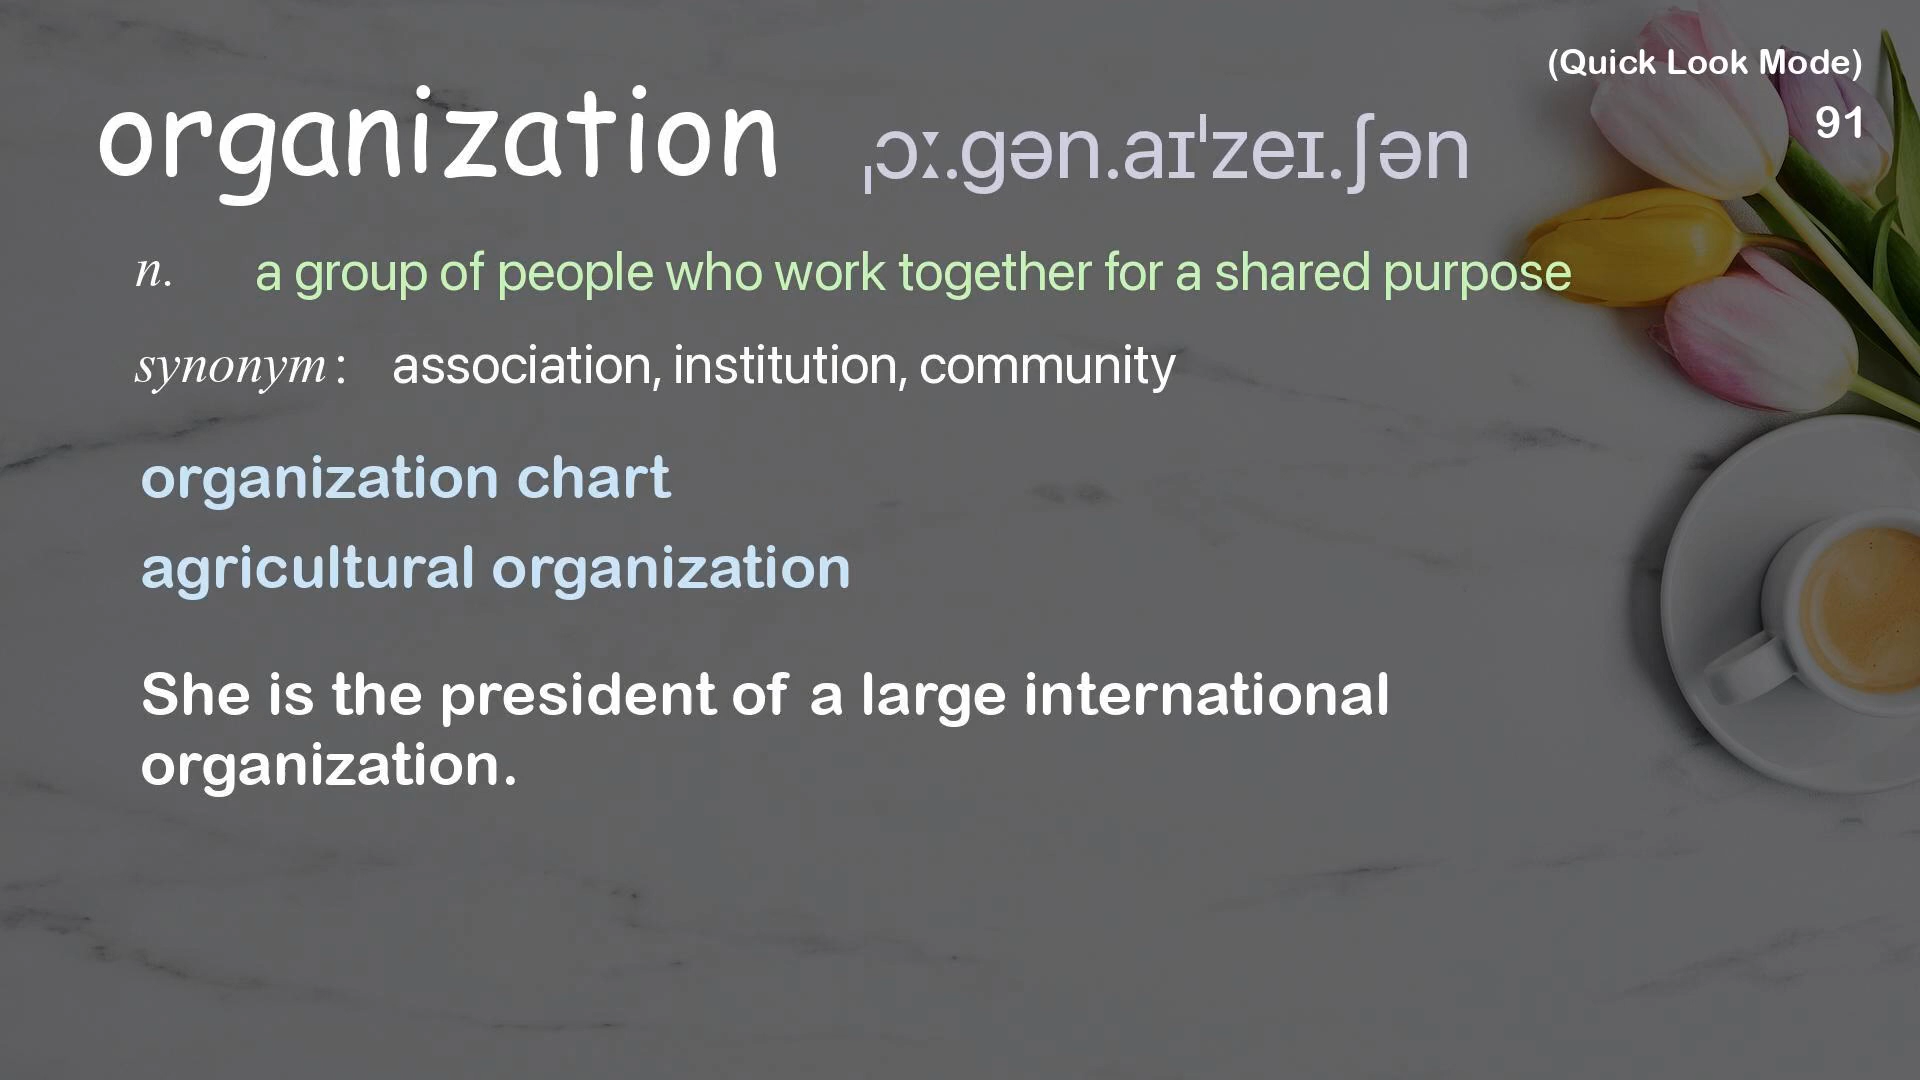 (Quick Look Mode)
91
organization ˌɔː.ɡən.aɪˈzeɪ.ʃən
n. a group of people who work together for a shared purpose
synonym: association, institution, community
organization chart
agricultural organization
She is the president of a large international
organization.